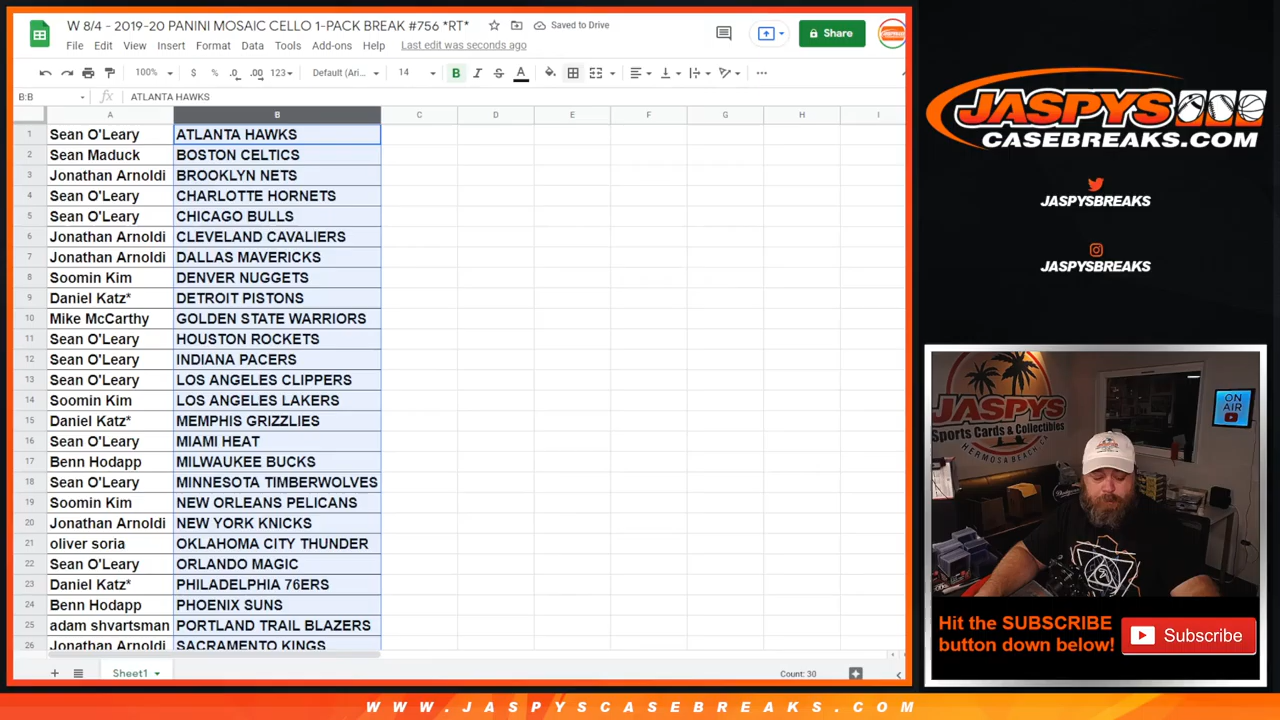 W 8/4 - 2019-20 PANINI MOSAIC CELLO 1-PACK BREAK #756 *RT*
Saved to Drive
Share
File Edit View Insert Format Data Tools Add-ons Help Last edit was seconds ago
100% $ % .0 .00 123 Default (Ari... 14 B I S A
B:B fx ATLANTA HAWKS
A B C D E F G H I
1 Sean O'Leary ATLANTA HAWKS
2 Sean Maduck BOSTON CELTICS
3 Jonathan Arnoldi BROOKLYN NETS
4 Sean O'Leary CHARLOTTE HORNETS
5 Sean O'Leary CHICAGO BULLS
6 Jonathan Arnoldi CLEVELAND CAVALIERS
7 Jonathan Arnoldi DALLAS MAVERICKS
8 Soomin Kim DENVER NUGGETS
9 Daniel Katz* DETROIT PISTONS
10 Mike McCarthy GOLDEN STATE WARRIORS
11 Sean O'Leary HOUSTON ROCKETS
12 Sean O'Leary INDIANA PACERS
13 Sean O'Leary LOS ANGELES CLIPPERS
14 Soomin Kim LOS ANGELES LAKERS
15 Daniel Katz* MEMPHIS GRIZZLIES
16 Sean O'Leary MIAMI HEAT
17 Benn Hodapp MILWAUKEE BUCKS
18 Sean O'Leary MINNESOTA TIMBERWOLVES
19 Soomin Kim NEW ORLEANS PELICANS
20 Jonathan Arnoldi NEW YORK KNICKS
21 oliver soria OKLAHOMA CITY THUNDER
22 Sean O'Leary ORLANDO MAGIC
23 Daniel Katz* PHILADELPHIA 76ERS
24 Benn Hodapp PHOENIX SUNS
25 adam shvartsman PORTLAND TRAIL BLAZERS
26 Jonathan Arnoldi SACRAMENTO KINGS
Sheet1
Count: 30
JASPYS
CASEBREAKS.COM
JASPYSBREAKS
JASPYSBREAKS
JASPYS
Sports Cards & Collectibles
HERMOSA BEACH CA
ON
AIR
Hit the SUBSCRIBE
button down below!
Subscribe
WWW.JASPYSCASEBREAKS.COM